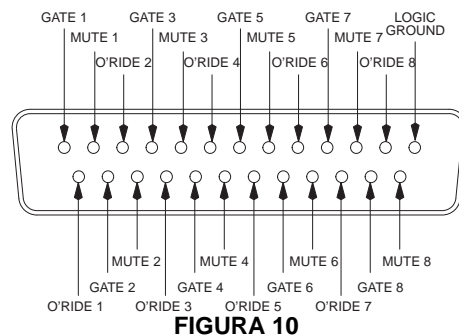 GATE 1 GATE 3 GATE 5 GATE 7 LOGIC GROUND
MUTE 1 MUTE 3 MUTE 5 MUTE 7
O'RIDE 2 O'RIDE 4 O'RIDE 6 O'RIDE 8
MUTE 2 MUTE 4 MUTE 6 MUTE 8
GATE 2 GATE 4 GATE 6 GATE 8
O'RIDE 1 O'RIDE 3 O'RIDE 5 O'RIDE 7
FIGURA 10